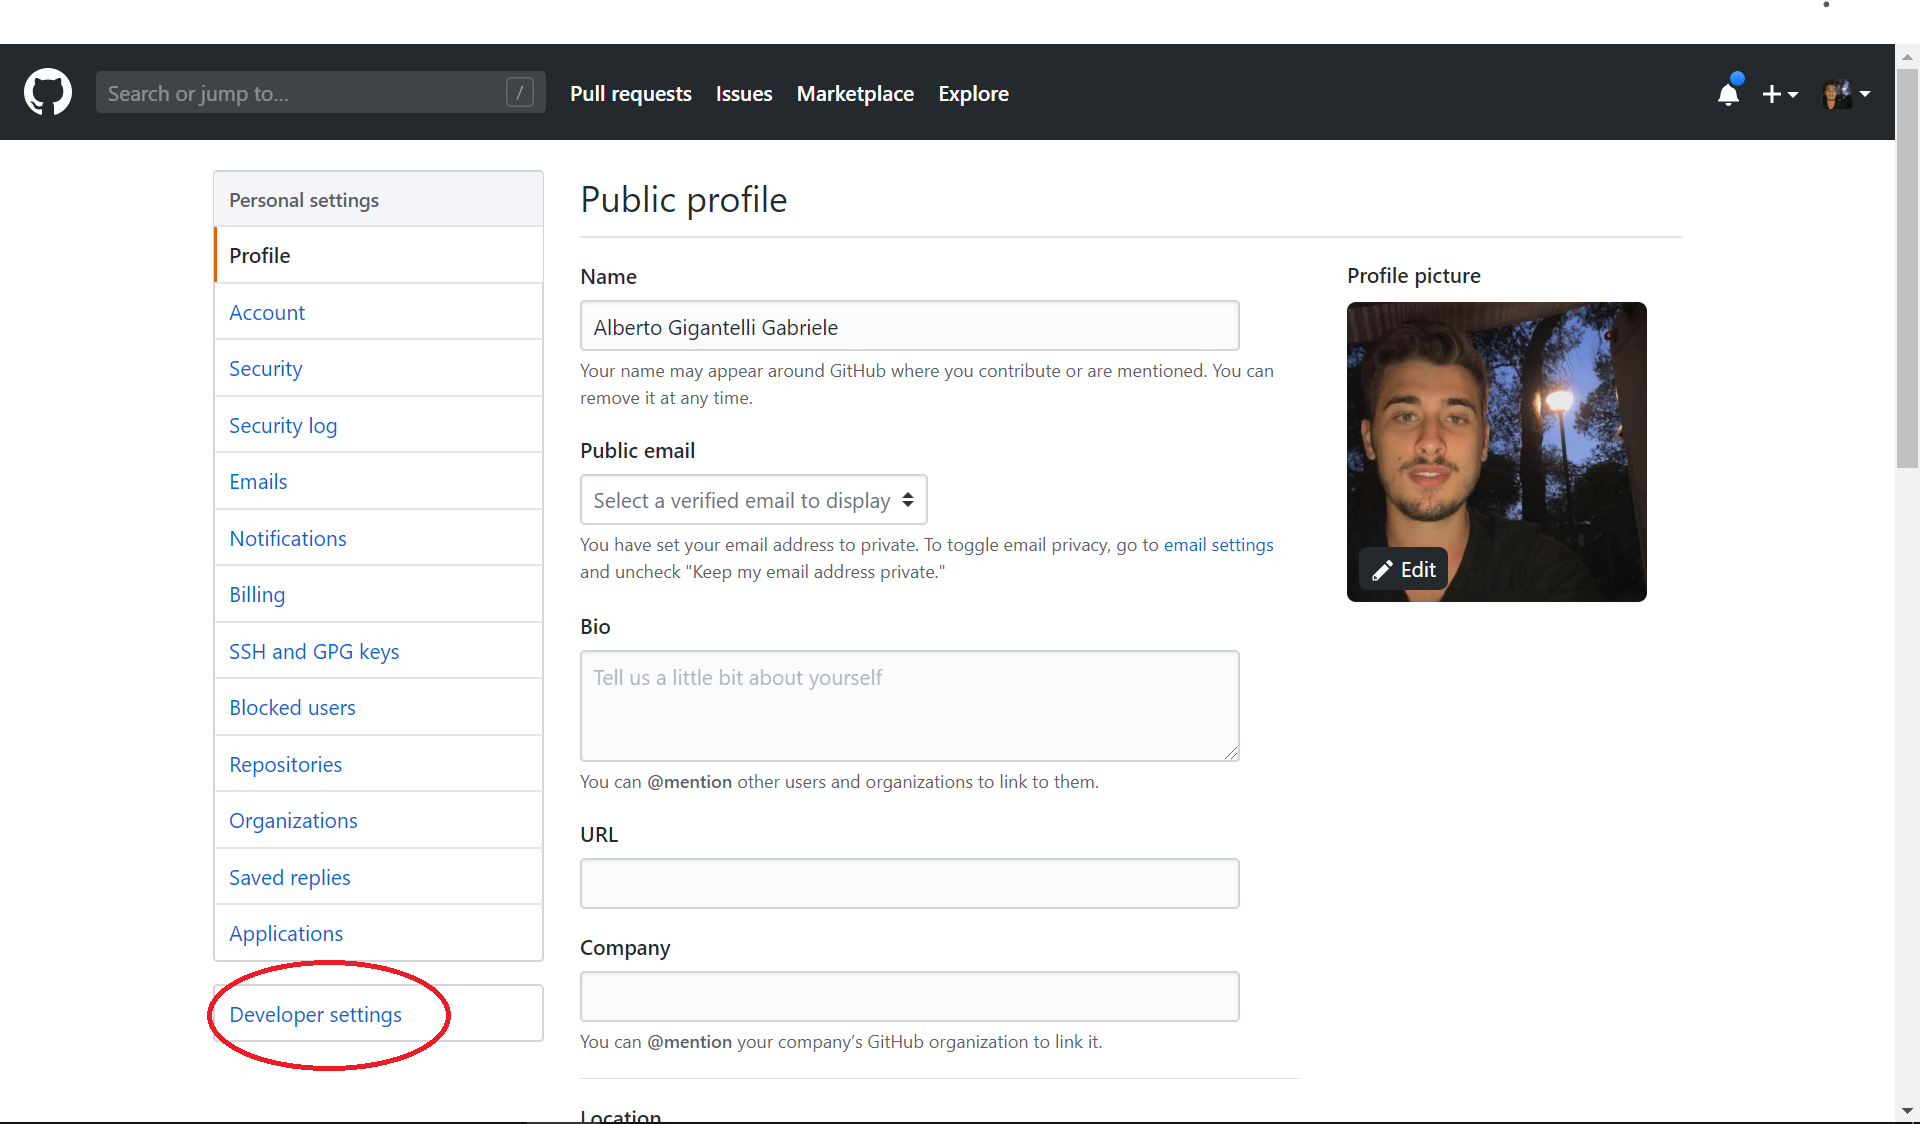 Search or jump to...
/
Pull requests
Issues
Marketplace
Explore
Personal settings
Profile
Account
Security
Security log
Emails
Notifications
Billing
SSH and GPG keys
Blocked users
Repositories
Organizations
Saved replies
Applications
Developer settings
Public profile
Name
Alberto Gigantelli Gabriele
Your name may appear around GitHub where you contribute or are mentioned. You can
remove it at any time.
Public email
Select a verified email to display
You have set your email address to private. To toggle email privacy, go to email settings
and uncheck "Keep my email address private."
Bio
Tell us a little bit about yourself
You can @mention other users and organizations to link to them.
URL
Company
You can @mention your company’s GitHub organization to link it.
Location
Profile picture
Edit